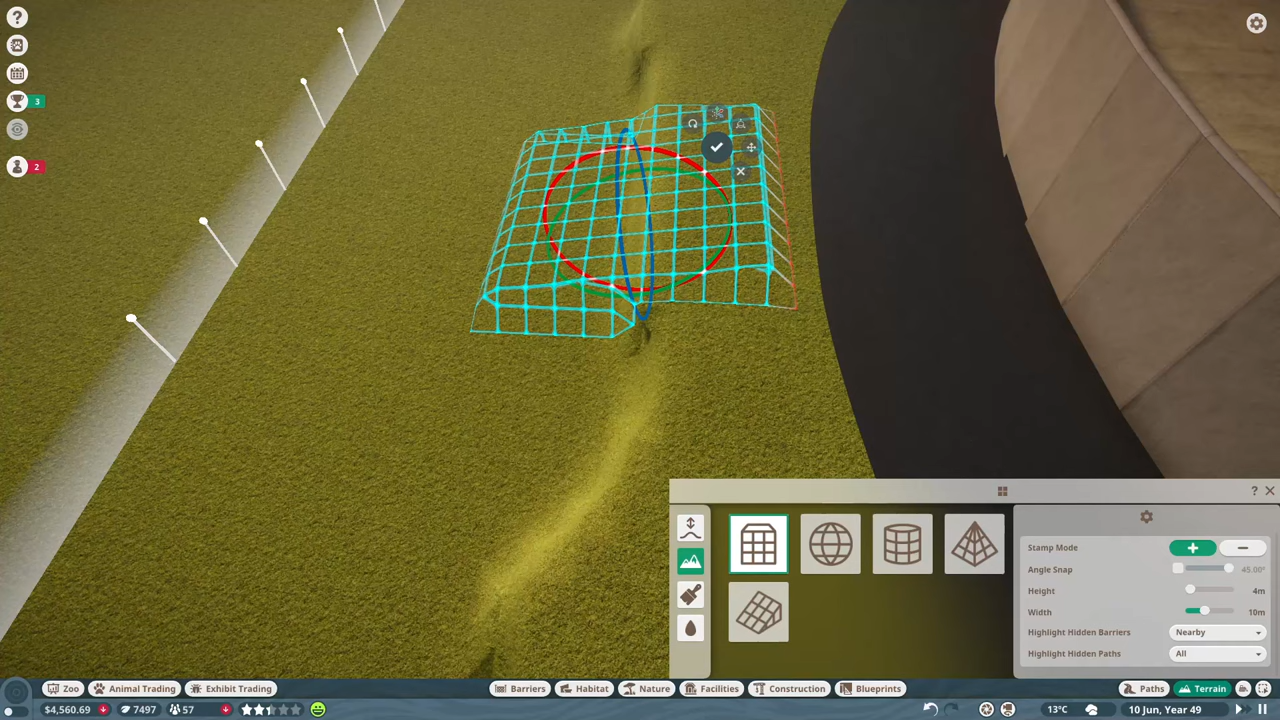 ?
3
2
? 
Stamp Mode
Angle Snap 45.00°
Height 4m
Width 10m
Highlight Hidden Barriers Nearby
Highlight Hidden Paths All
Zoo Animal Trading Exhibit Trading Barriers Habitat Nature Facilities Construction Blueprints Paths Terrain
$4,560.69 7497 57 13°C 10 Jun, Year 49